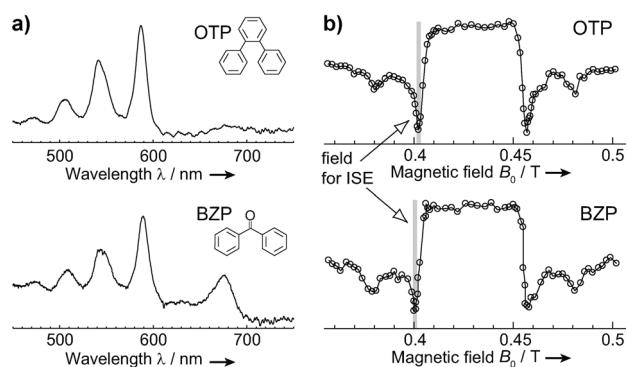 a)
OTP
500 600 700
Wavelength λ / nm
BZP
O
500 600 700
Wavelength λ / nm
b)
OTP
field
for ISE
0.4 0.45 0.5
Magnetic field B0 / T
BZP
0.4 0.45 0.5
Magnetic field B0 / T